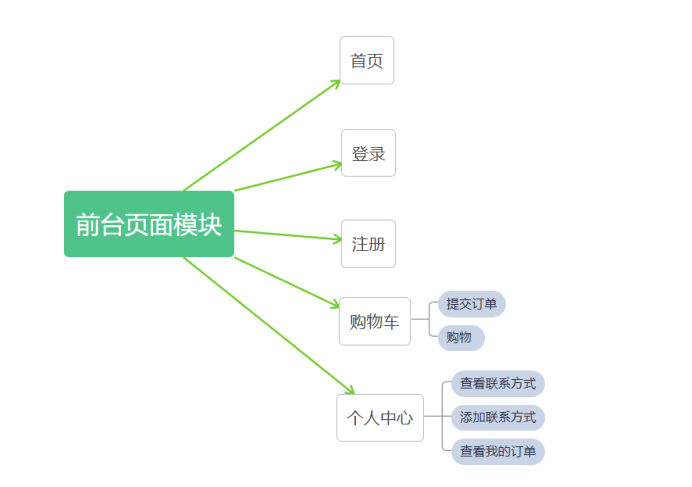 首页
登录
前台页面模块
注册
购物车
提交订单
购物
个人中心
查看联系方式
添加联系方式
查看我的订单